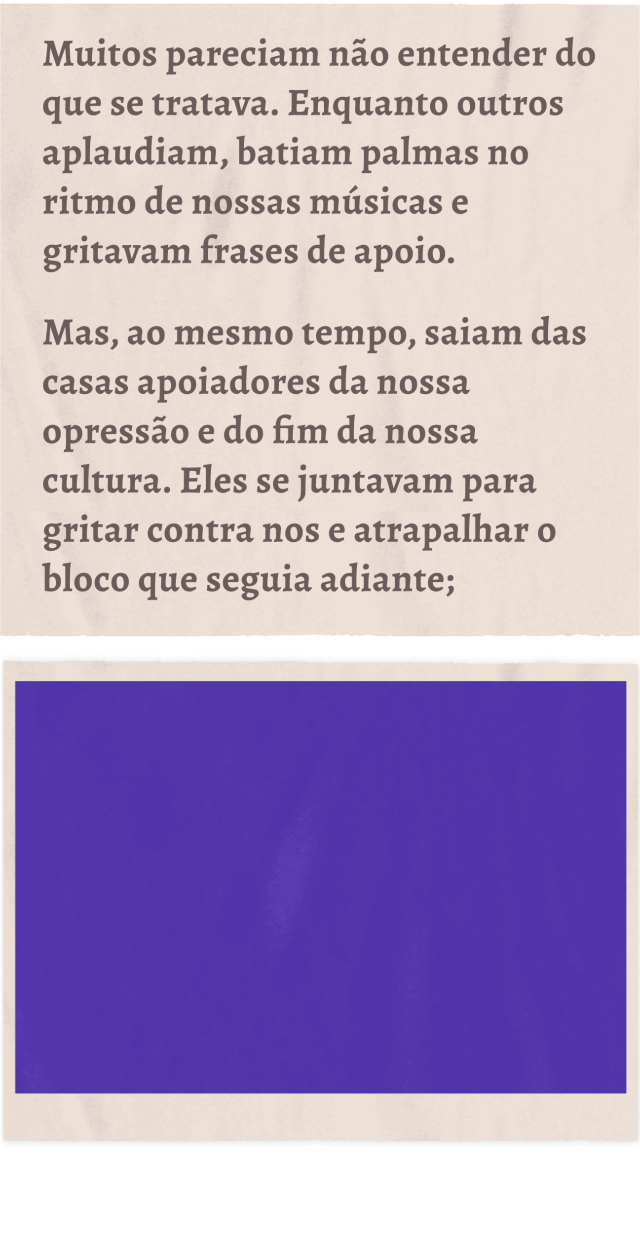 Muitos pareciam não entender do
que se tratava. Enquanto outros
aplaudiam, batiam palmas no
ritmo de nossas músicas e
gritavam frases de apoio.
Mas, ao mesmo tempo, saiam das
casas apoiadores da nossa
opressão e do fim da nossa
cultura. Eles se juntavam para
gritar contra nos e atrapalhar o
bloco que seguia adiante;